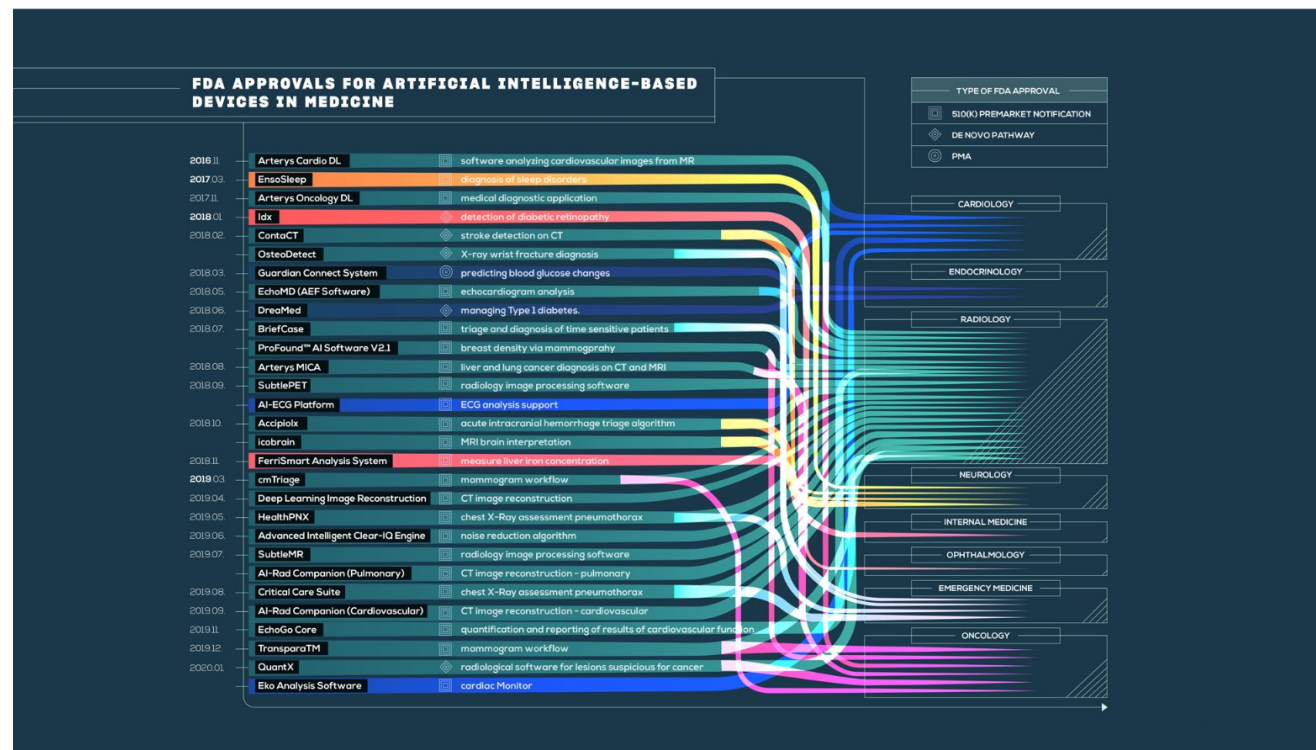 FDA APPROVALS FOR ARTIFICIAL INTELLIGENCE-BASED
DEVICES IN MEDICINE
TYPE OF FDA APPROVAL
510(K) PREMARKET NOTIFICATION
DE NOVO PATHWAY
PMA
2016.11. Arterys Cardio DL software analyzing cardiovascular images from MR
2017.03. EnsoSleep diagnosis of sleep disorders
2017.11. Arterys Oncology DL medical diagnostic application
2018.01. Idx detection of diabetic retinopathy
2018.02. ContaCT stroke detection on CT
OsteoDetect X-ray wrist fracture diagnosis
2018.03. Guardian Connect System predicting blood glucose changes
2018.05. EchoMD (AEF Software) echocardiogram analysis
2018.06. DreaMed managing Type 1 diabetes.
2018.07. BriefCase triage and diagnosis of time sensitive patients
ProFound™ AI Software V2.1 breast density via mammogprahy
2018.08. Arterys MICA liver and lung cancer diagnosis on CT and MRI
2018.09. SubtlePET radiology image processing software
AI-ECG Platform ECG analysis support
2018.10. Accipiolx acute intracranial hemorrhage triage algorithm
icobrain MRI brain interpretation
2018.11. FerriSmart Analysis System measure liver iron concentration
2019.03. cmTriage mammogram workflow
2019.04. Deep Learning Image Reconstruction CT image reconstruction
2019.05. HealthPNX chest X-Ray assessment pneumothorax
2019.06. Advanced Intelligent Clear-IQ Engine noise reduction algorithm
2019.07. SubtleMR radiology image processing software
AI-Rad Companion (Pulmonary) CT image reconstruction - pulmonary
2019.08. Critical Care Suite chest X-Ray assessment pneumothorax
2019.09. AI-Rad Companion (Cardiovascular) CT image reconstruction - cardiovascular
2019.11. EchoGo Core quantification and reporting of results of cardiovascular function
2019.12. TransparaTM mammogram workflow
2020.01. QuantX radiological software for lesions suspicious for cancer
Eko Analysis Software cardiac Monitor
CARDIOLOGY
ENDOCRINOLOGY
RADIOLOGY
NEUROLOGY
INTERNAL MEDICINE
OPHTHALMOLOGY
EMERGENCY MEDICINE
ONCOLOGY